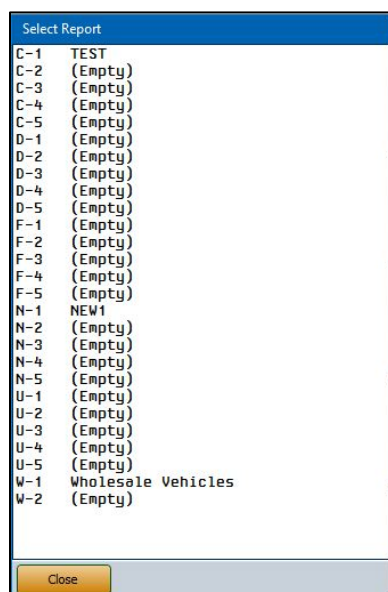 Select Report
C-1 TEST
C-2 (Empty)
C-3 (Empty)
C-4 (Empty)
C-5 (Empty)
D-1 (Empty)
D-2 (Empty)
D-3 (Empty)
D-4 (Empty)
D-5 (Empty)
F-1 (Empty)
F-2 (Empty)
F-3 (Empty)
F-4 (Empty)
F-5 (Empty)
N-1 NEW1
N-2 (Empty)
N-3 (Empty)
N-4 (Empty)
N-5 (Empty)
U-1 (Empty)
U-2 (Empty)
U-3 (Empty)
U-4 (Empty)
U-5 (Empty)
W-1 Wholesale Vehicles
W-2 (Empty)
Close